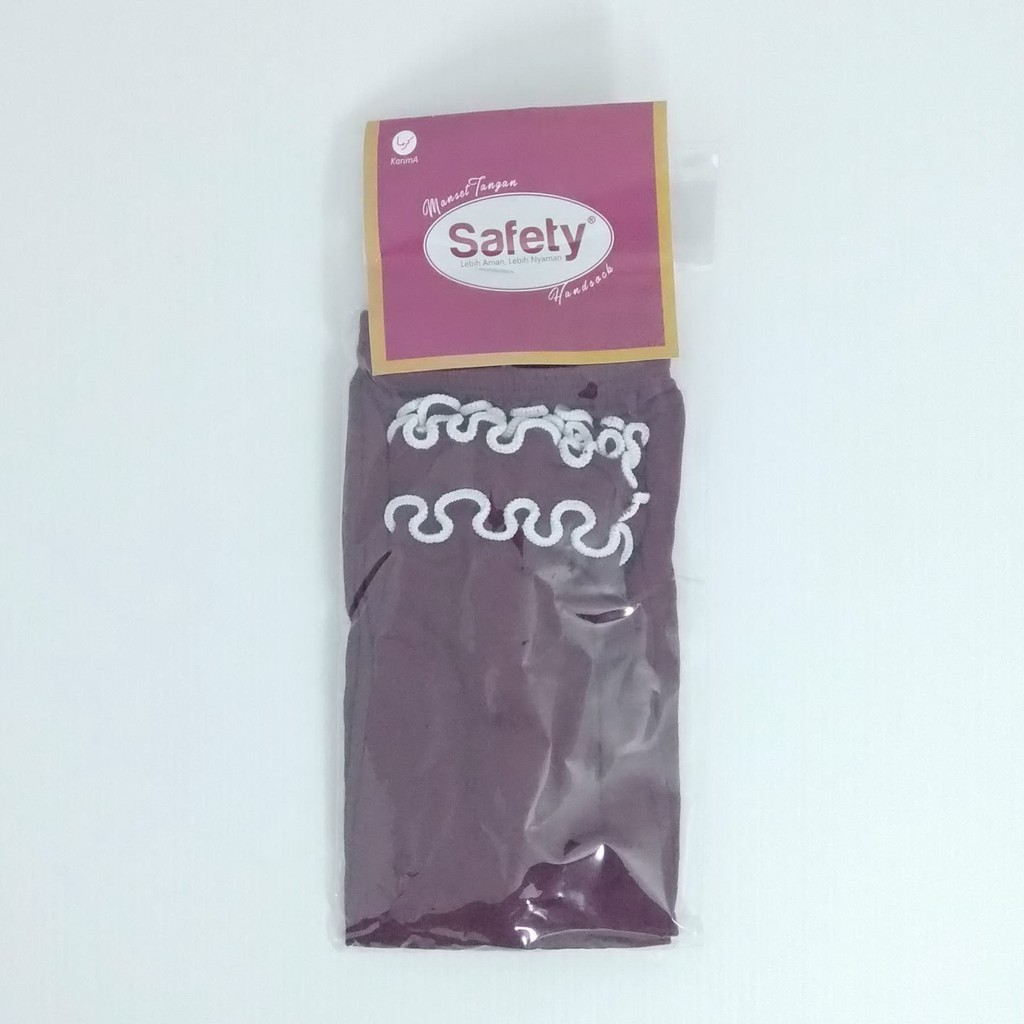 KarimA
Manset Tangan
Safety®
Lebih Aman, Lebih Nyaman
Handsock